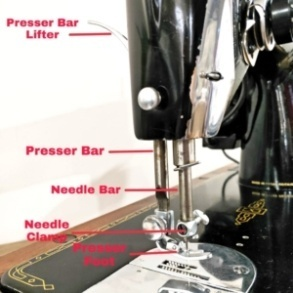 Presser Bar
Lifter
Presser Bar
Needle Bar
Needle
Clamp
Presser
Foot